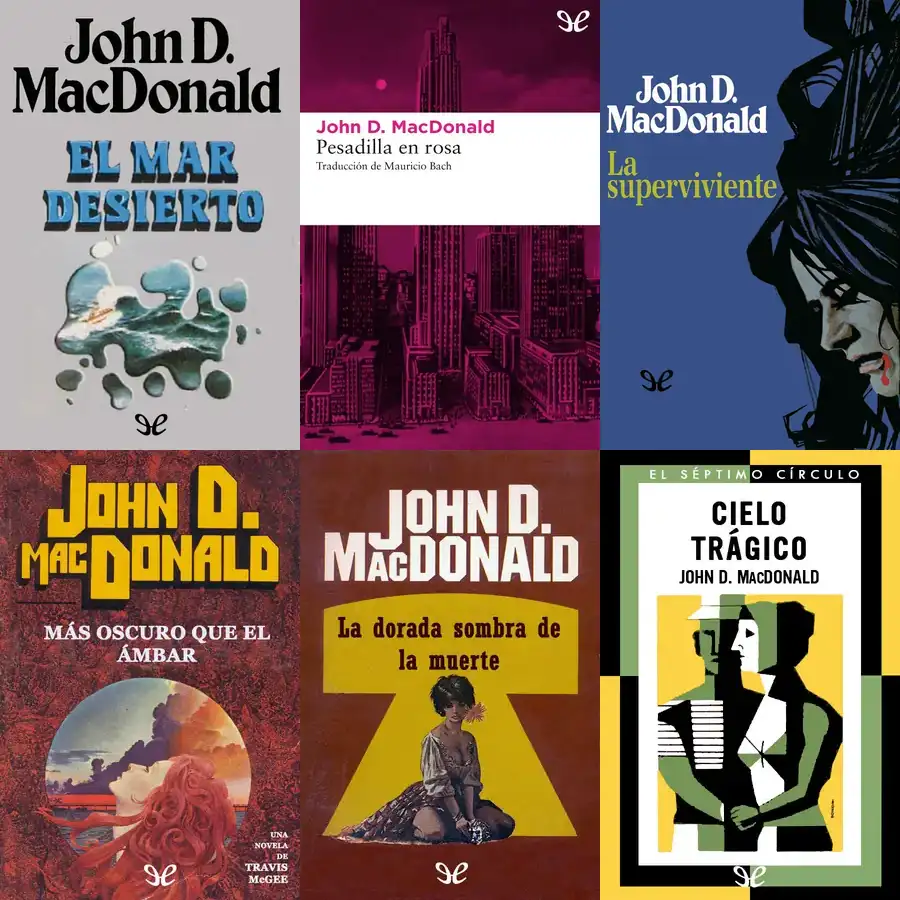 John D.
MacDonald
EL MAR
DESIERTO
John D. MacDonald
Pesadilla en rosa
Traducción de Mauricio Bach
John D.
MacDonald
La
superviviente
JOHN D.
MACDONALD
MÁS OSCURO QUE EL
ÁMBAR
UNA
NOVELA
DE
TRAVIS
McGEE
JOHN D.
MACDONALD
La dorada sombra de
la muerte
EL SÉPTIMO CÍRCULO
CIELO
TRÁGICO
JOHN D. MACDONALD